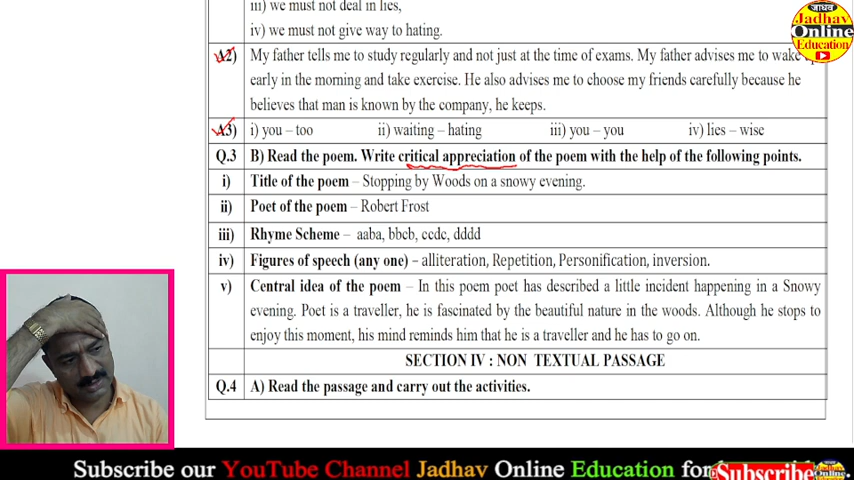 iii) we must not deal in lies,
iv) we must not give way to hating.
A2) My father tells me to study regularly and not just at the time of exams. My father advises me to wake up
early in the morning and take exercise. He also advises me to choose my friends carefully because he
believes that man is known by the company, he keeps.
A3) i) you – too ii) waiting – hating iii) you – you iv) lies – wise
Q.3 B) Read the poem. Write critical appreciation of the poem with the help of the following points.
i) Title of the poem – Stopping by Woods on a snowy evening.
ii) Poet of the poem – Robert Frost
iii) Rhyme Scheme – aaba, bbcb, ccdc, dddd
iv) Figures of speech (any one) – alliteration, Repetition, Personification, inversion.
v) Central idea of the poem – In this poem poet has described a little incident happening in a Snowy
evening. Poet is a traveller, he is fascinated by the beautiful nature in the woods. Although he stops to
enjoy this moment, his mind reminds him that he is a traveller and he has to go on.
SECTION IV : NON TEXTUAL PASSAGE
Q.4 A) Read the passage and carry out the activities.
जाधव
Jadhav
Online
Education
Subscribe our YouTube Channel Jadhav Online Education for
Subscribe